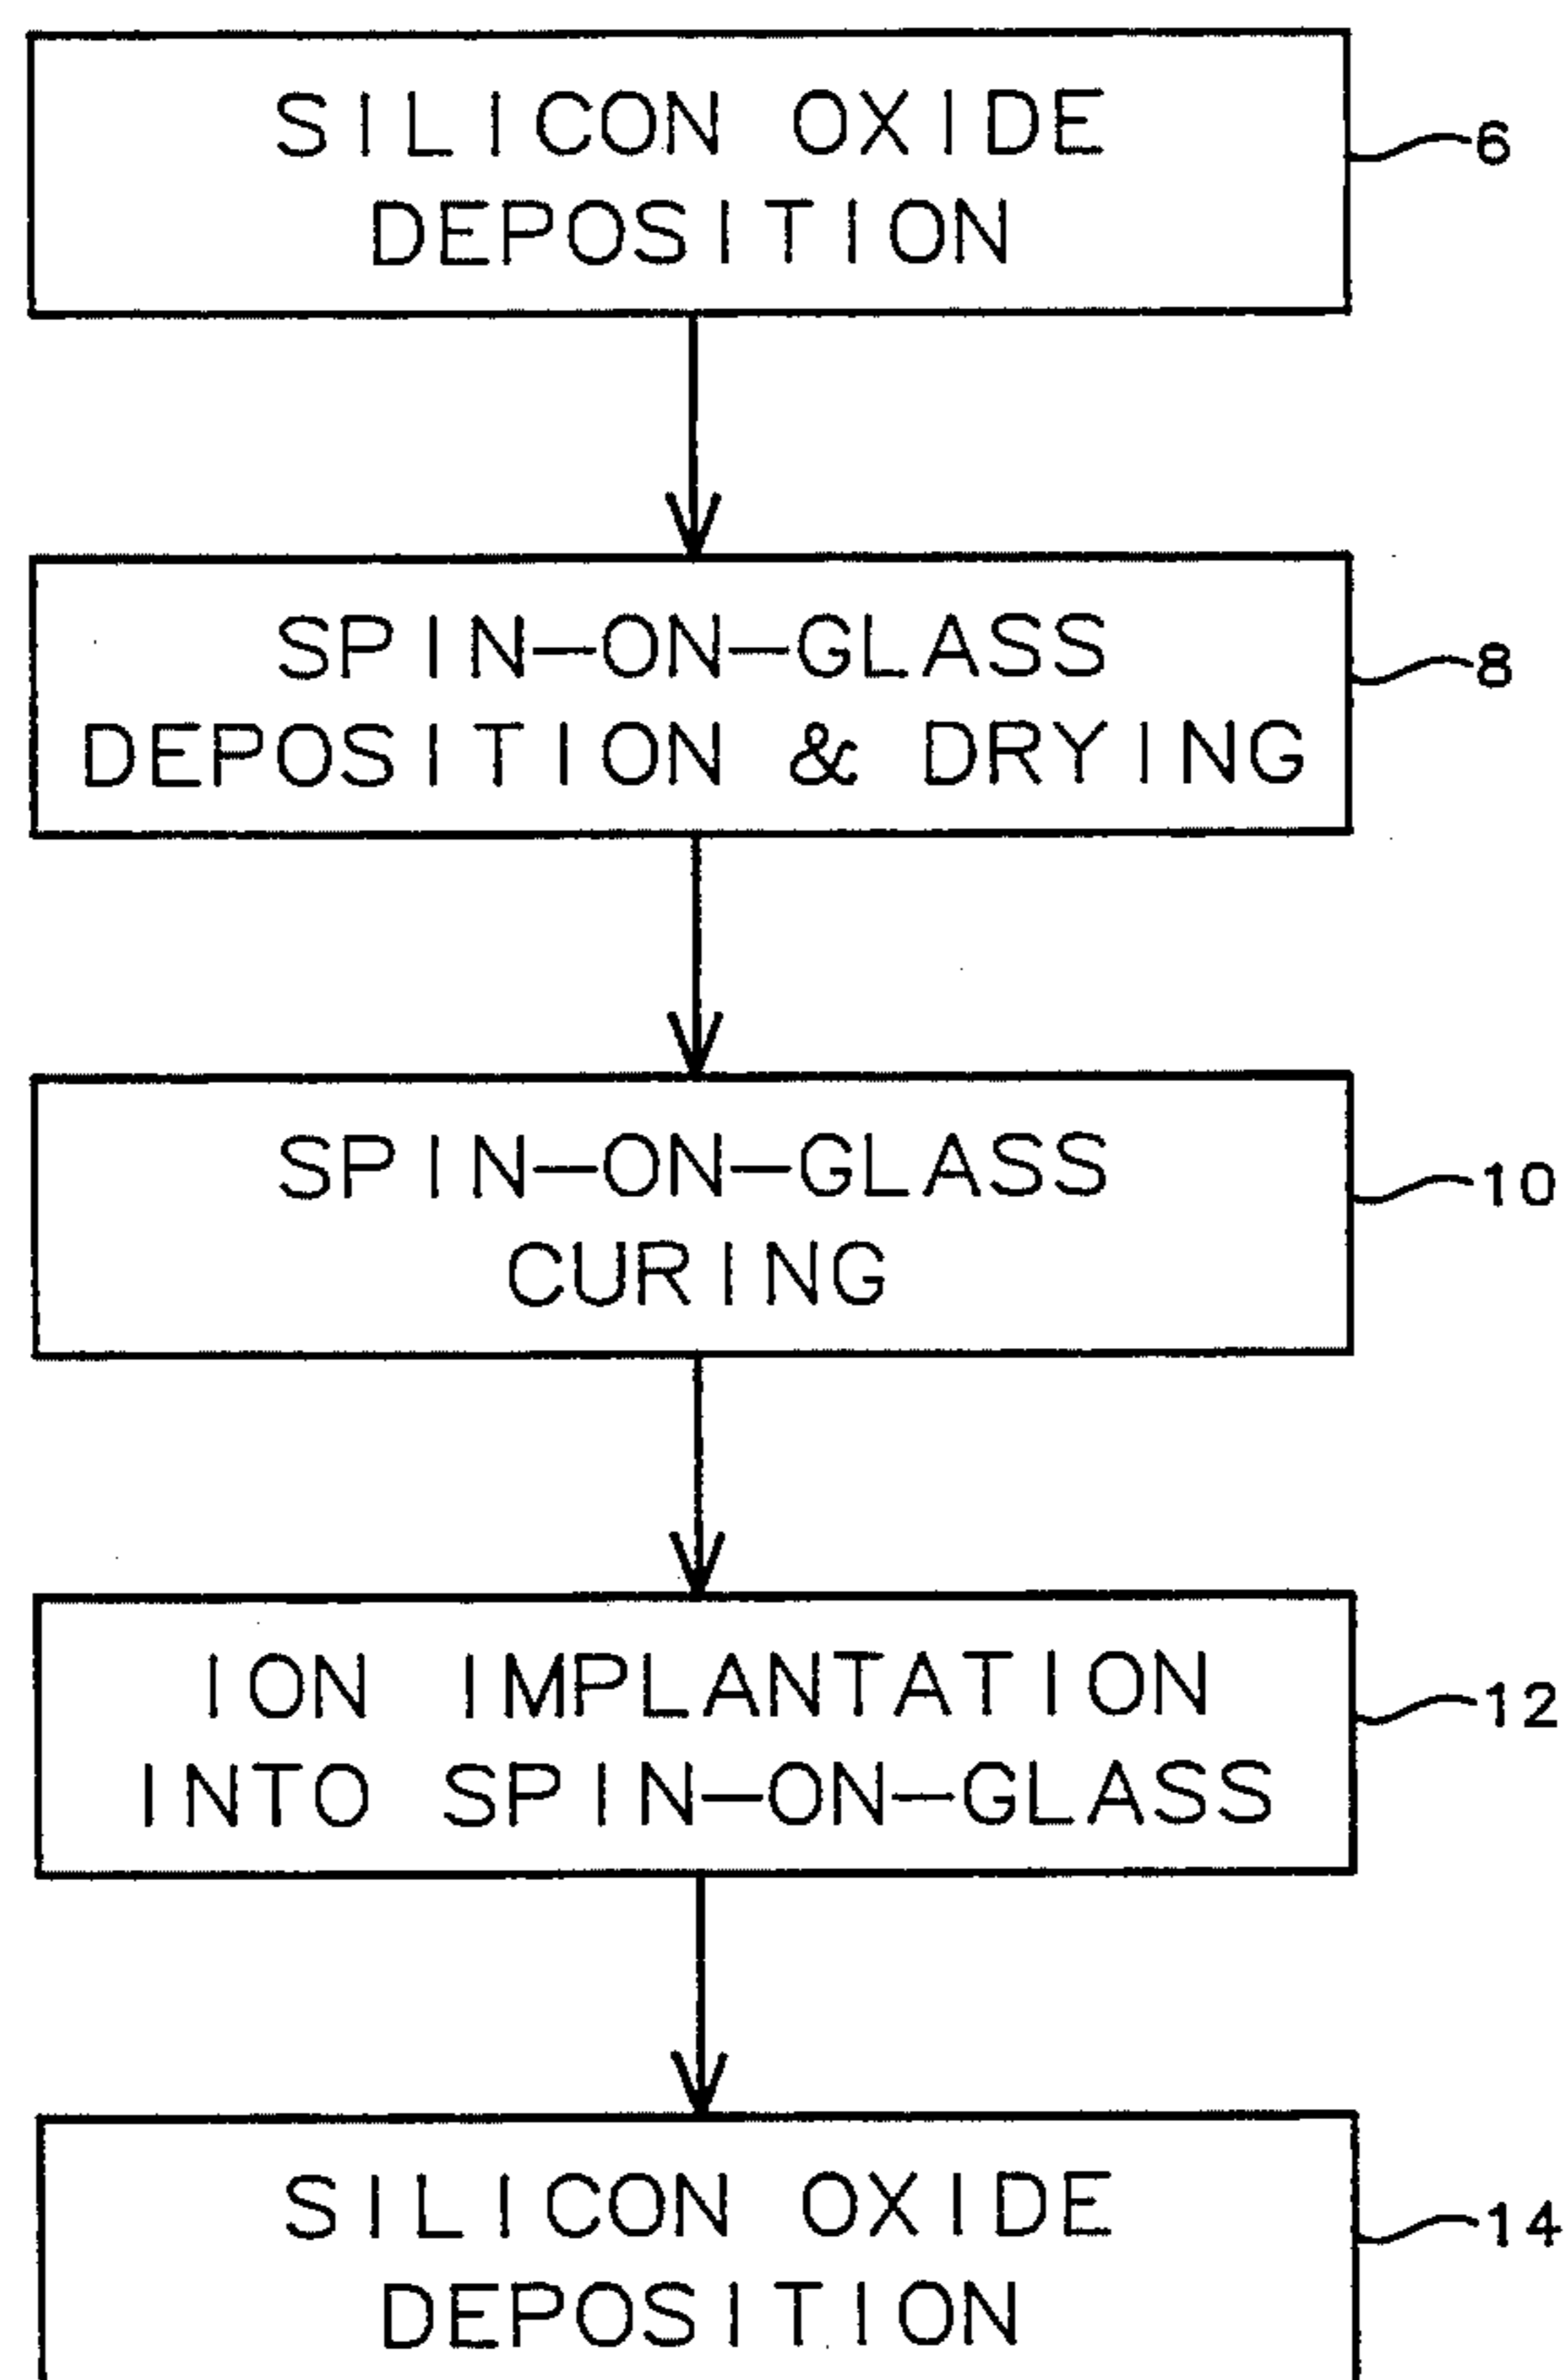 SILICON OXIDE
DEPOSITION
6
SPIN-ON-GLASS
DEPOSITION & DRYING
8
SPIN-ON-GLASS
CURING
10
ION IMPLANTATION
INTO SPIN-ON-GLASS
12
SILICON OXIDE
DEPOSITION
14